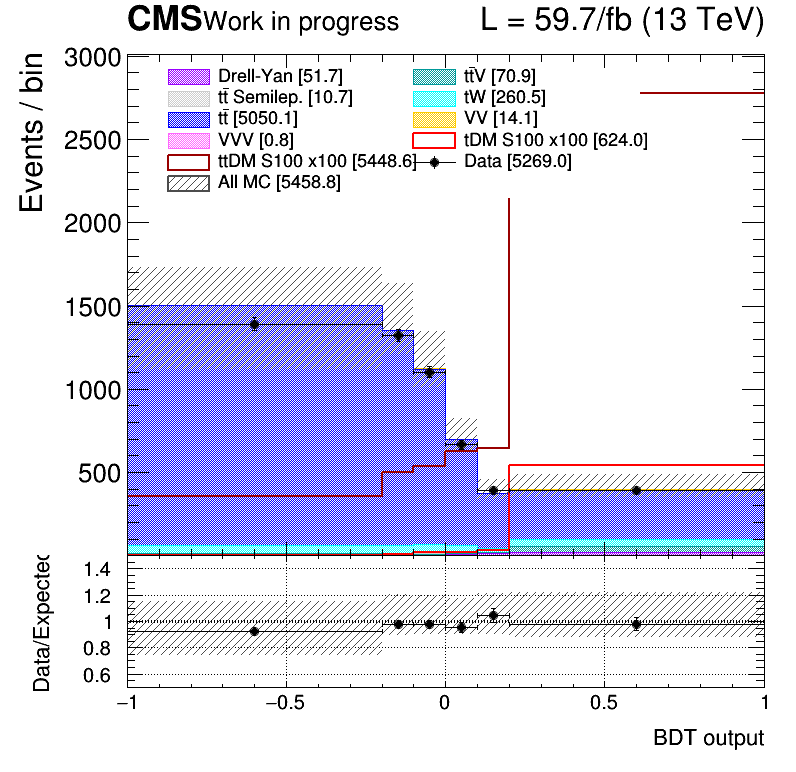 CMS Work in progress L = 59.7/fb (13 TeV)
Events / bin
3000
2500
2000
1500
1000
500
Drell-Yan [51.7] tt̄V [70.9]
tt̄ Semilep. [10.7] tW [260.5]
tt̄ [5050.1] VV [14.1]
VVV [0.8] tDM S100 x100 [624.0]
ttDM S100 x100 [5448.6] Data [5269.0]
All MC [5458.8]
Data/Expected
1.4
1.2
1
0.8
0.6
−1 −0.5 0 0.5 1
BDT output